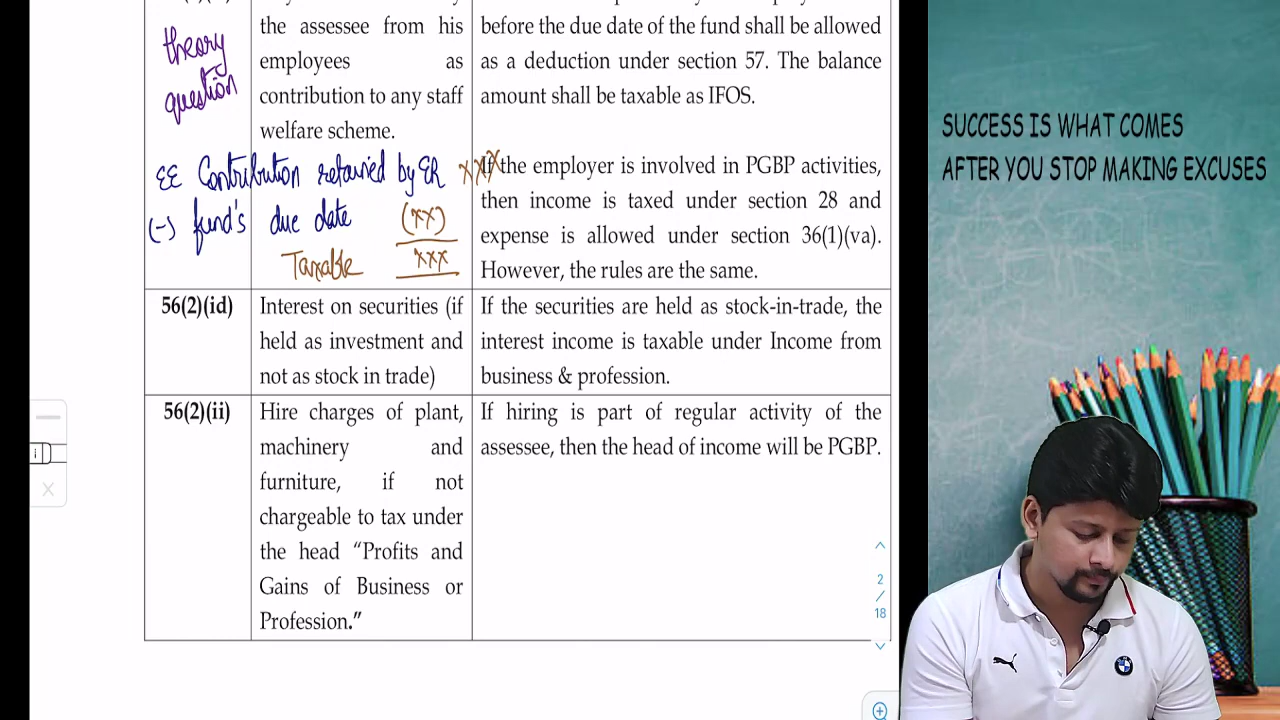 the assessee from his
employees as
contribution to any staff
welfare scheme.
theory
question
before the due date of the fund shall be allowed
as a deduction under section 57. The balance
amount shall be taxable as IFOS.
EE Contribution retained by ER xxx
(-) fund's due date (xx)
Taxable xxx
If the employer is involved in PGBP activities,
then income is taxed under section 28 and
expense is allowed under section 36(1)(va).
However, the rules are the same.
56(2)(id)
Interest on securities (if
held as investment and
not as stock in trade)
If the securities are held as stock-in-trade, the
interest income is taxable under Income from
business & profession.
56(2)(ii)
Hire charges of plant,
machinery and
furniture, if not
chargeable to tax under
the head “Profits and
Gains of Business or
Profession.”
If hiring is part of regular activity of the
assessee, then the head of income will be PGBP.
2
/
18
SUCCESS IS WHAT COMES
AFTER YOU STOP MAKING EXCUSES